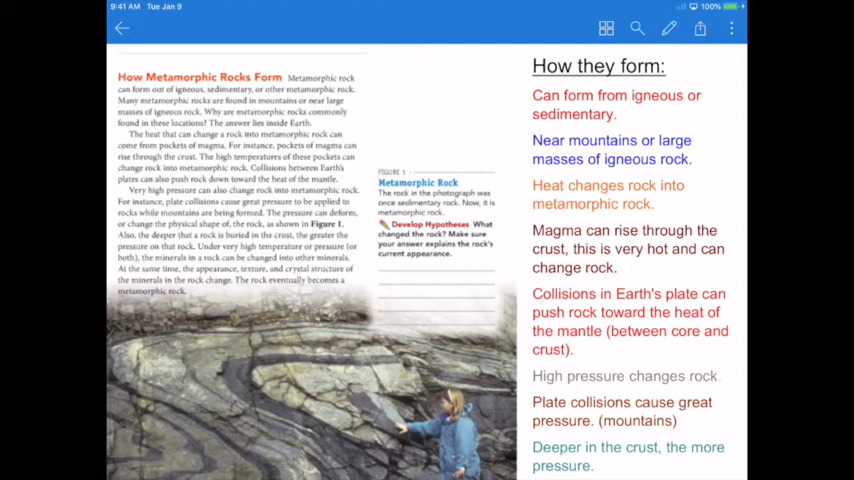 9:41 AM Tue Jan 9
100%
How they form:
How Metamorphic Rocks Form Metamorphic rock
can form out of igneous, sedimentary, or other metamorphic rock.
Many metamorphic rocks are found in mountains or near large
masses of igneous rock. Why are metamorphic rocks commonly
found in these locations? The answer lies inside Earth.
The heat that can change a rock into metamorphic rock can
come from pockets of magma. For instance, pockets of magma can
rise through the crust. The high temperatures of these pockets can
change rock into metamorphic rock. Collisions between Earth's
plates can also push rock down toward the heat of the mantle.
Very high pressure can also change rock into metamorphic rock.
For instance, plate collisions cause great pressure to be applied to
rocks while mountains are being formed. The pressure can deform,
or change the physical shape of, the rock, as shown in Figure 1.
Also, the deeper that a rock is buried in the crust, the greater the
pressure on that rock. Under very high temperature or pressure (or
both), the minerals in a rock can be changed into other minerals.
At the same time, the appearance, texture, and crystal structure of
the minerals in the rock change. The rock eventually becomes a
metamorphic rock.
FIGURE 1
Metamorphic Rock
The rock in the photograph was
once sedimentary rock. Now, it is
metamorphic rock.
Develop Hypotheses What
changed the rock? Make sure
your answer explains the rock's
current appearance.
Can form from igneous or
sedimentary.
Near mountains or large
masses of igneous rock.
Heat changes rock into
metamorphic rock.
Magma can rise through the
crust, this is very hot and can
change rock.
Collisions in Earth's plate can
push rock toward the heat of
the mantle (between core and
crust).
High pressure changes rock.
Plate collisions cause great
pressure. (mountains)
Deeper in the crust, the more
pressure.